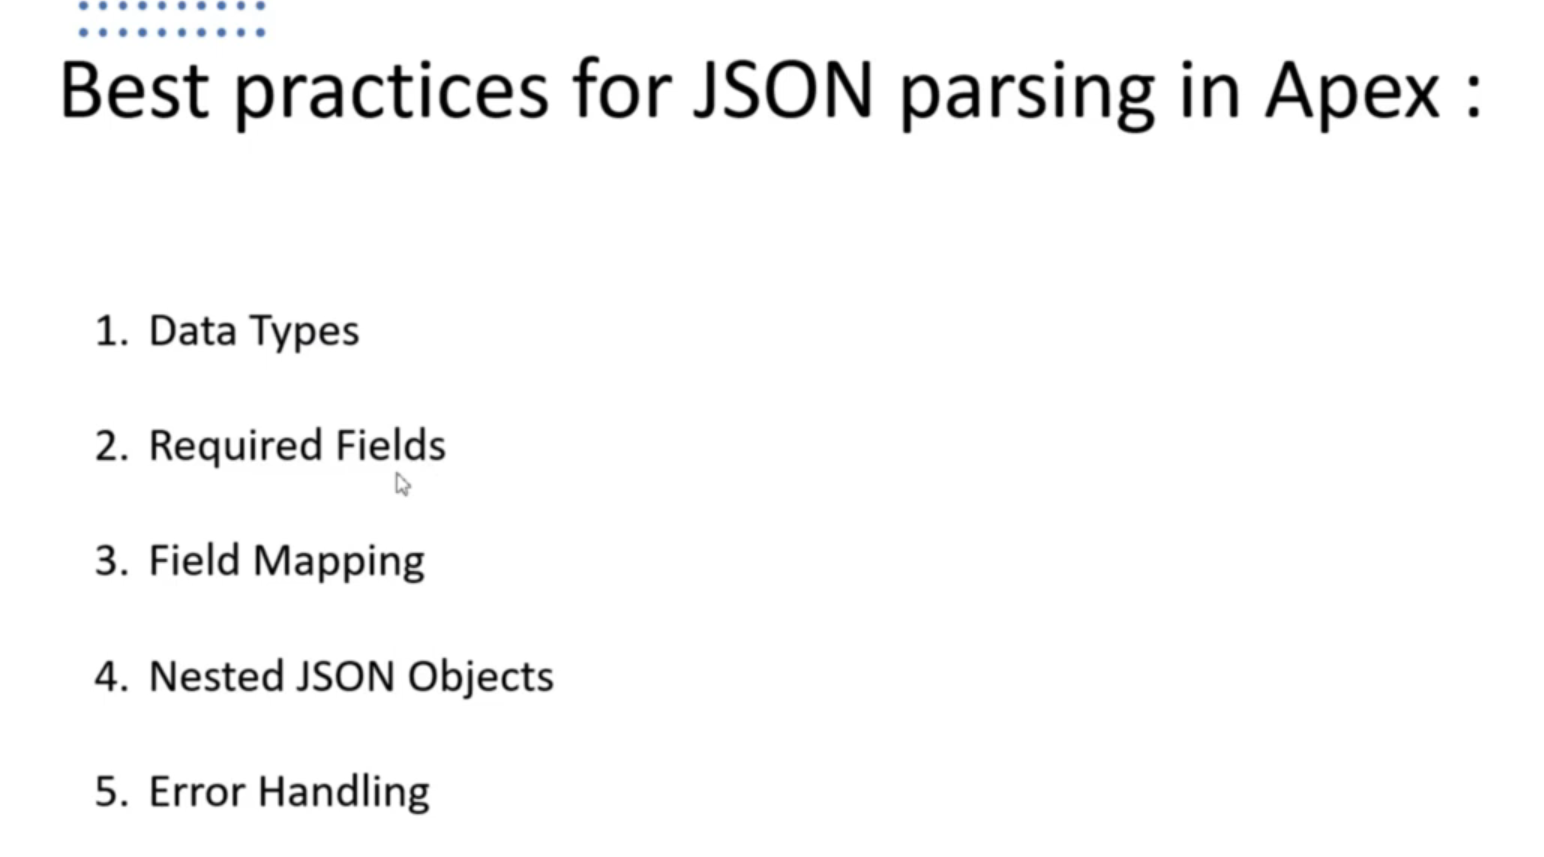 Best practices for JSON parsing in Apex :
1. Data Types
2. Required Fields
3. Field Mapping
4. Nested JSON Objects
5. Error Handling